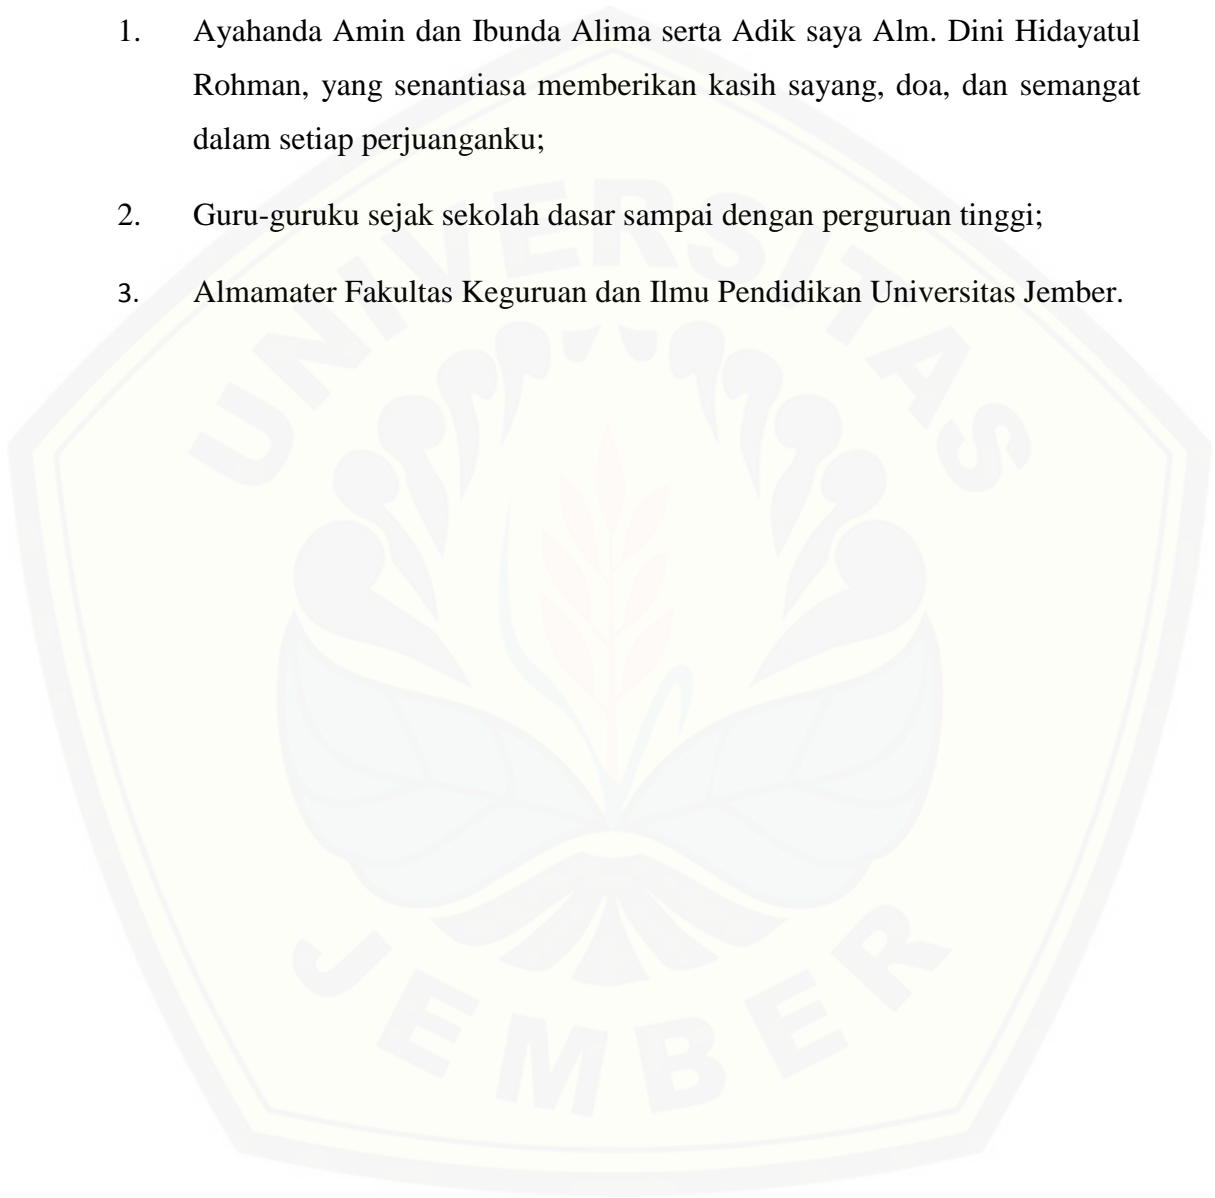 1. Ayahanda Amin dan Ibunda Alima serta Adik saya Alm. Dini Hidayatul
Rohman, yang senantiasa memberikan kasih sayang, doa, dan semangat
dalam setiap perjuanganku;
2. Guru-guruku sejak sekolah dasar sampai dengan perguruan tinggi;
3. Almamater Fakultas Keguruan dan Ilmu Pendidikan Universitas Jember.
UNIVERSITAS
JEMBER